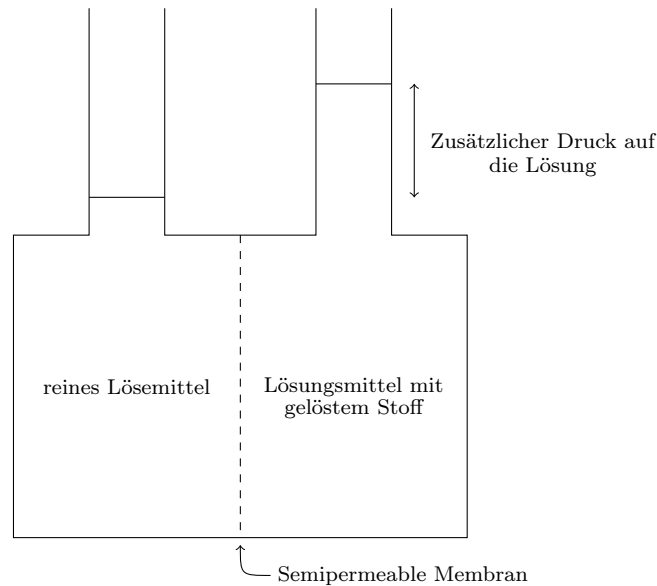 Zusätzlicher Druck auf
die Lösung
reines Lösemittel
Lösungsmittel mit
gelöstem Stoff
Semipermeable Membran